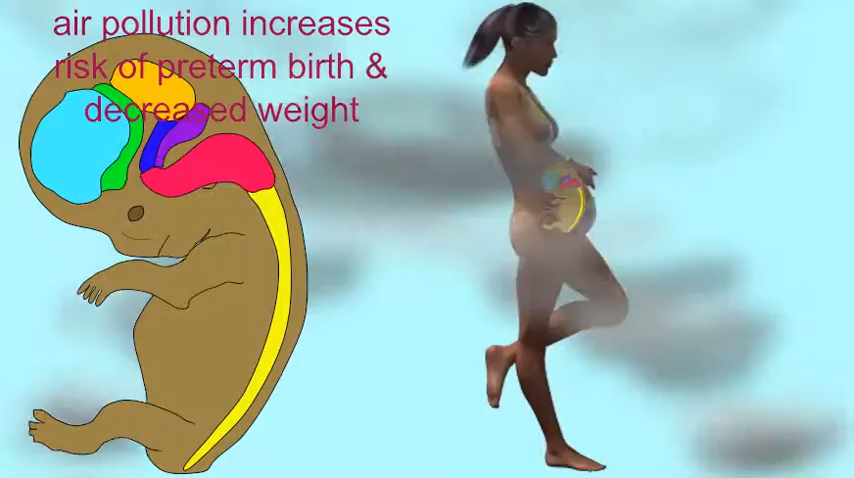 air pollution increases
risk of preterm birth &
decreased weight